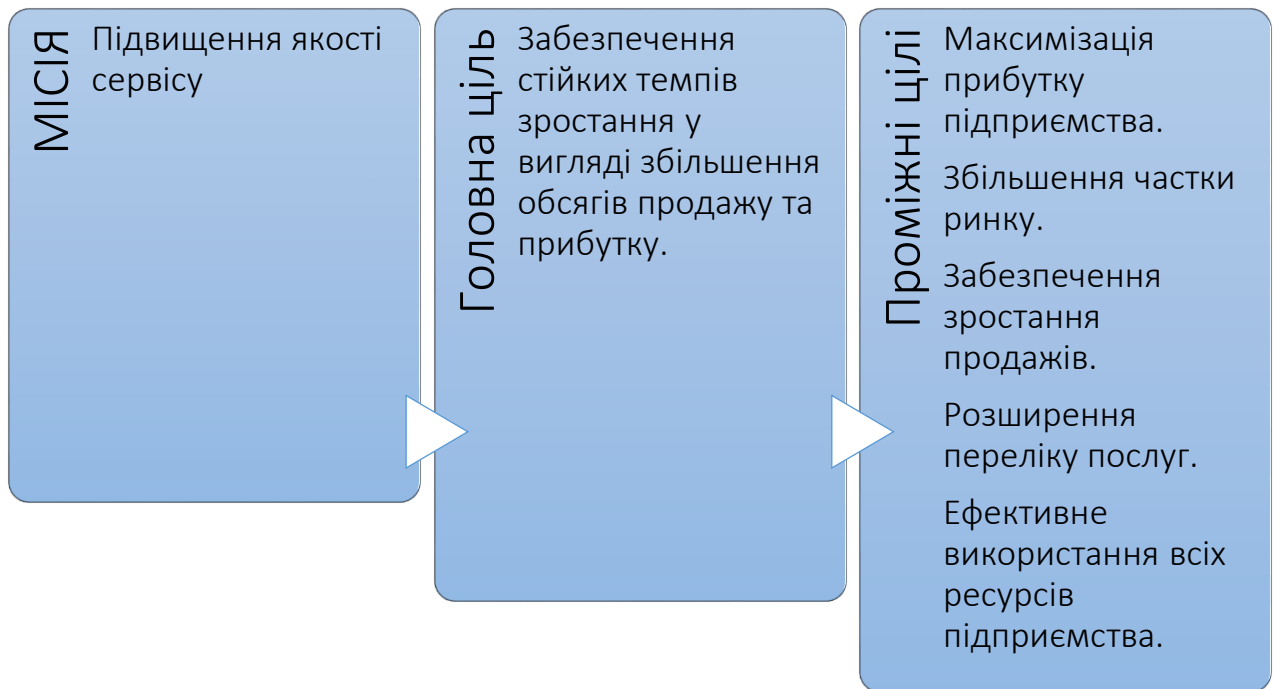 МІСІЯ
Підвищення якості
сервісу
Головна ціль
Забезпечення
стійких темпів
зростання у
вигляді збільшення
обсягів продажу та
прибутку.
Проміжні цілі
Максимізація
прибутку
підприємства.
Збільшення частки
ринку.
Забезпечення
зростання
продажів.
Розширення
переліку послуг.
Ефективне
використання всіх
ресурсів
підприємства.